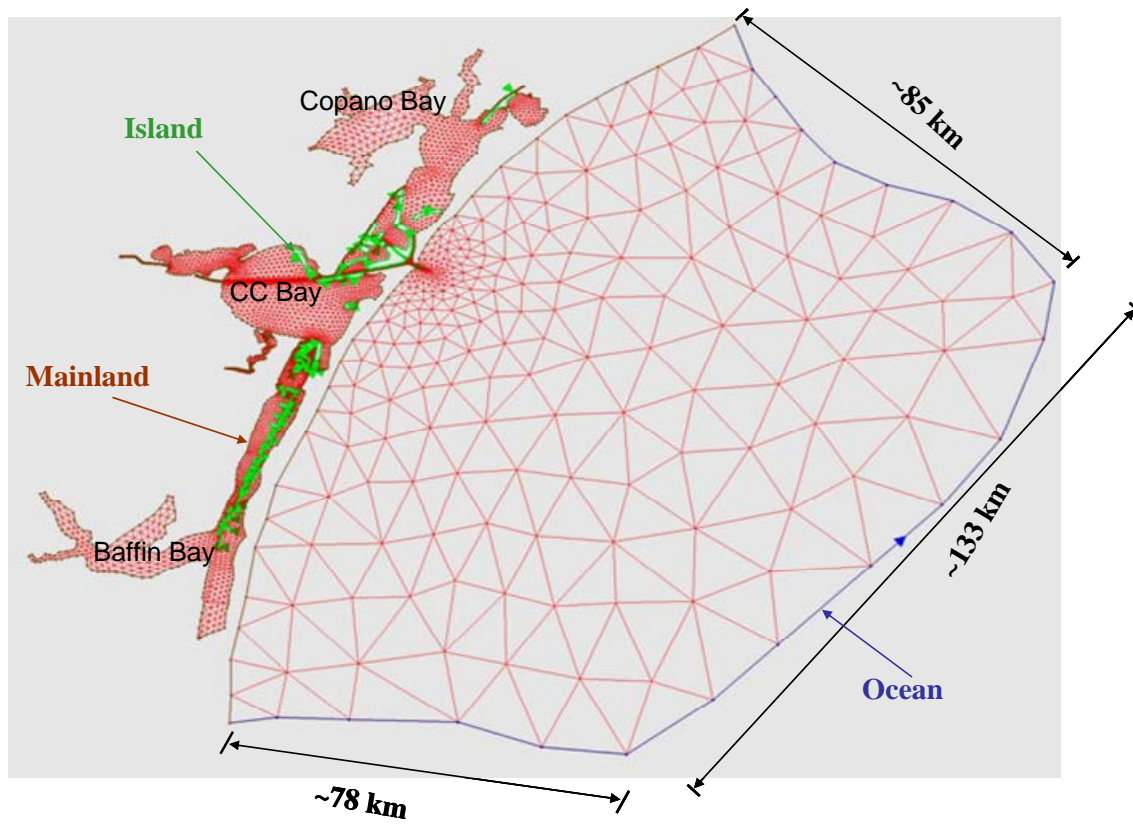 Copano Bay
~85 km
Island
CC Bay
Mainland
Baffin Bay
~133 km
Ocean
~78 km